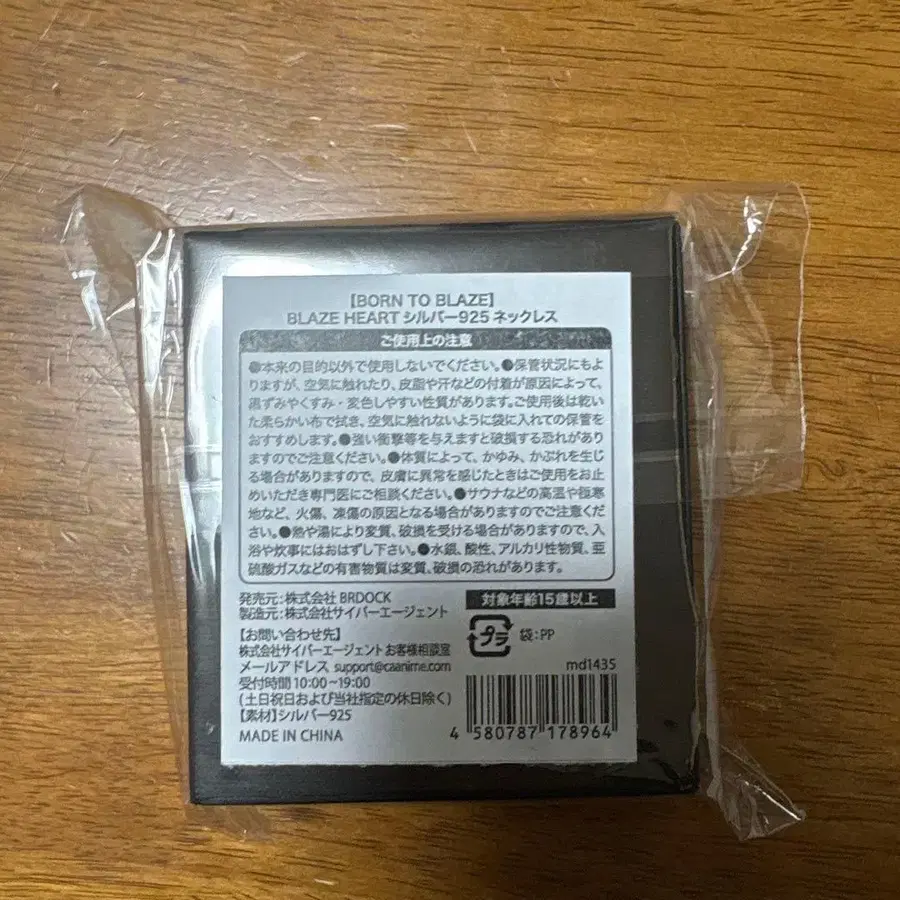 【BORN TO BLAZE】
BLAZE HEART シルバー925 ネックレス
ご使用上の注意
●本来の目的以外で使用しないでください。●保管状況にもよ
りますが、空気に触れたり、皮脂や汗などの付着が原因によって、
黒ずみやくすみ・変色しやすい性質があります。ご使用後は乾い
た柔らかい布で拭き、空気に触れないように袋に入れての保管を
おすすめします。●強い衝撃等を与えますと破損する恐れがあり
ますのでご注意ください。●体質によって、かゆみ、かぶれを生じ
る場合がありますので、皮膚に異常を感じたときはご使用をお止
めいただき専門医にご相談ください。●サウナなどの高温や極寒
地など、火傷、凍傷の原因となる場合がありますのでご注意くださ
い。●熱や湯により変質、破損を受ける場合がありますので、入
浴や炊事にはおはずし下さい。●水銀、酸性、アルカリ性物質、亜
硫酸ガスなどの有害物質は変質、破損の恐れがあります。
発売元：株式会社 BRDOCK
製造元：株式会社サイバーエージェント
対象年齢15歳以上
【お問い合わせ先】
株式会社サイバーエージェント お客様相談室
メールアドレス support@caanime.com
受付時間 10:00~19:00
(土日祝日および当社指定の休日除く)
【素材】シルバー925
MADE IN CHINA
プラ 袋：PP
md1435
4 580787 178964